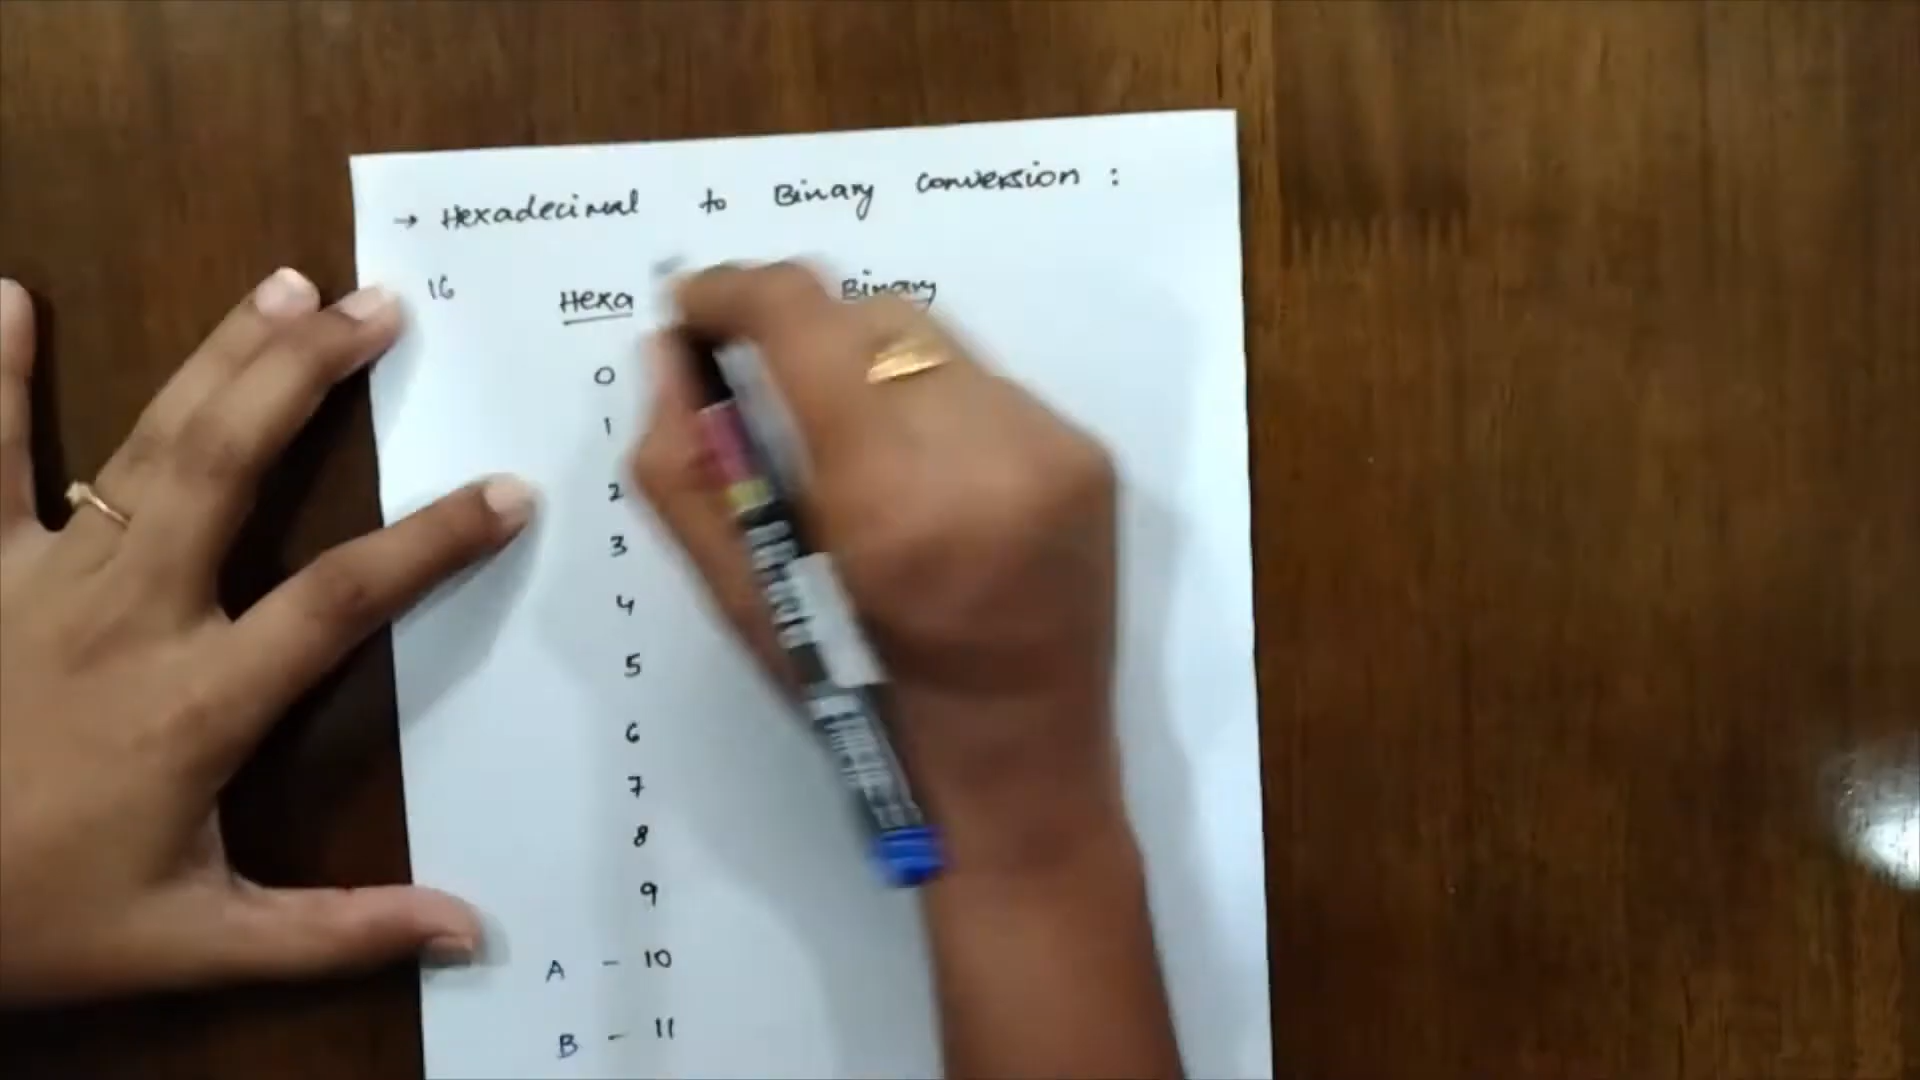 → Hexadecimal to Binary Conversion :
16 Hexa Binary
0
1
2
3
4
5
6
7
8
9
A - 10
B - 11